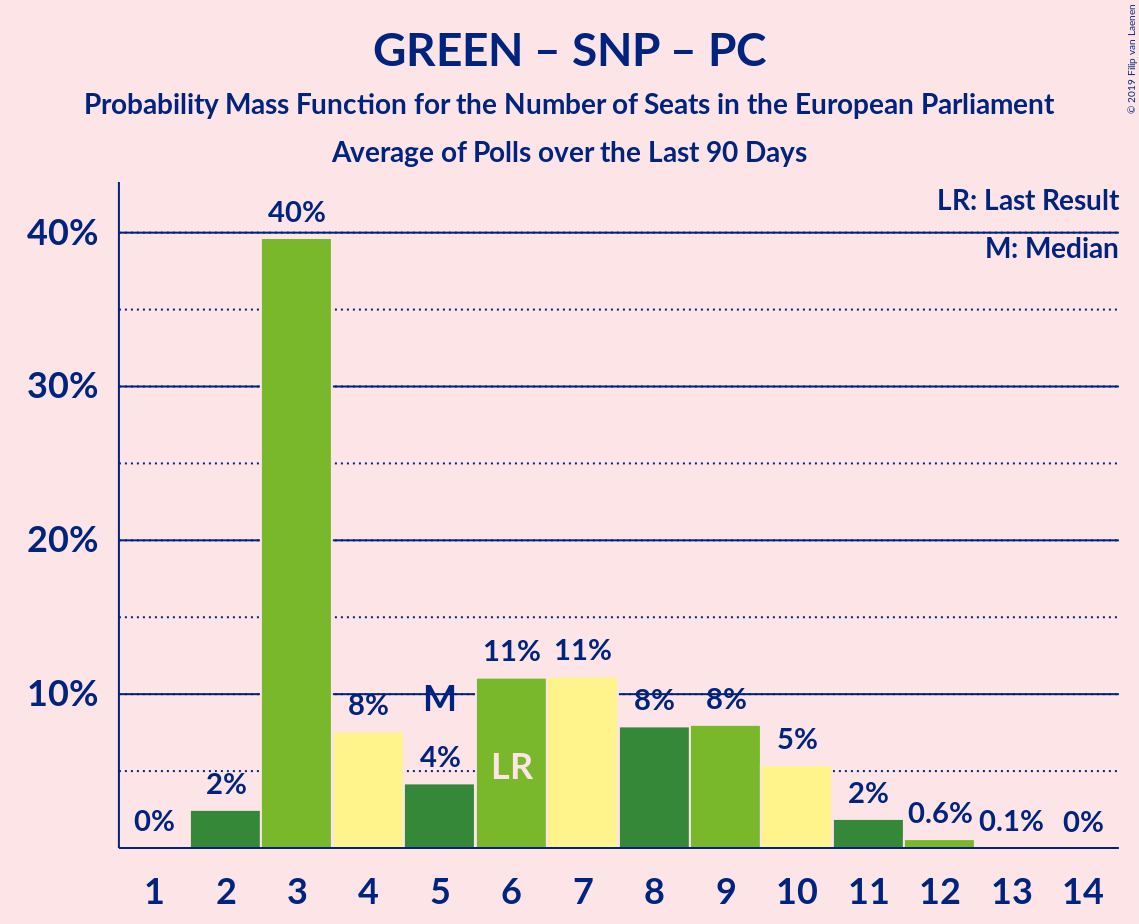 GREEN – SNP – PC
Probability Mass Function for the Number of Seats in the European Parliament
Average of Polls over the Last 90 Days
© 2019 Filip van Laenen
LR: Last Result
M: Median
40%
30%
20%
10%
0%
2%
40%
8%
M
4%
11%
LR
11%
8%
8%
5%
2%
0.6%
0.1%
0%
1 2 3 4 5 6 7 8 9 10 11 12 13 14